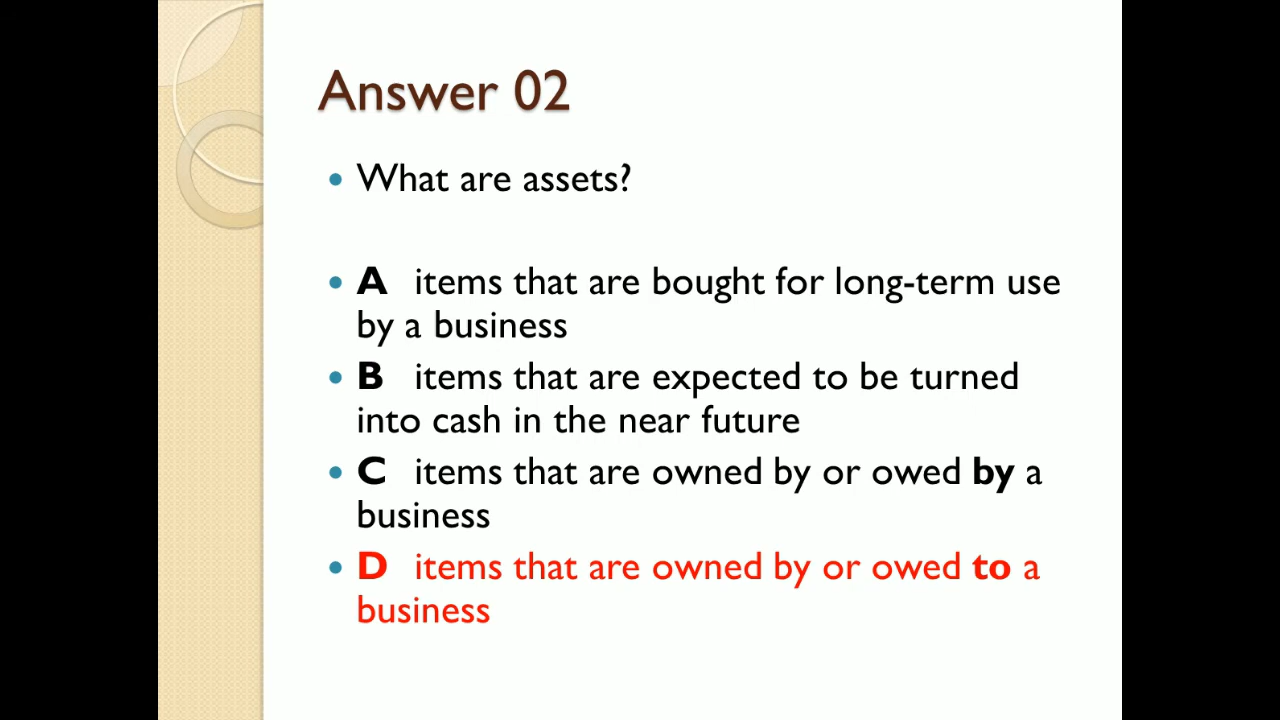 Answer 02
• What are assets?
• A items that are bought for long-term use
by a business
• B items that are expected to be turned
into cash in the near future
• C items that are owned by or owed by a
business
• D items that are owned by or owed to a
business